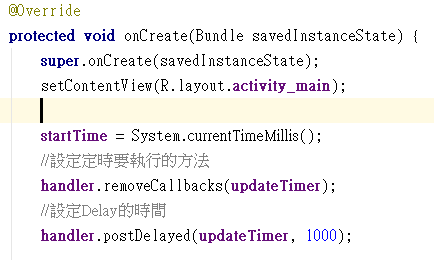 @Override
protected void onCreate(Bundle savedInstanceState) {
super.onCreate(savedInstanceState);
setContentView(R.layout.activity_main);
startTime = System.currentTimeMillis();
//設定定時要執行的方法
handler.removeCallbacks(updateTimer);
//設定Delay的時間
handler.postDelayed(updateTimer, 1000);